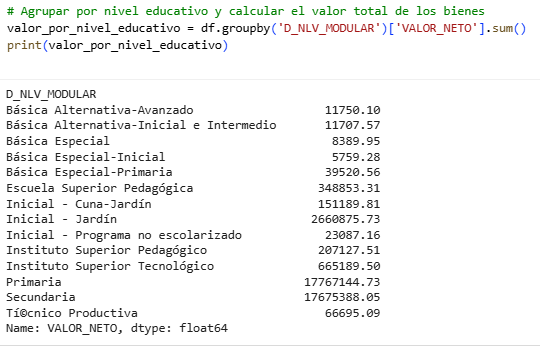 # Agrupar por nivel educativo y calcular el valor total de los bienes
valor_por_nivel_educativo = df.groupby('D_NLV_MODULAR')['VALOR_NETO'].sum()
print(valor_por_nivel_educativo)
D_NLV_MODULAR
Básica Alternativa-Avanzado 11750.10
Básica Alternativa-Inicial e Intermedio 11707.57
Básica Especial 8389.95
Básica Especial-Inicial 5759.28
Básica Especial-Primaria 39520.56
Escuela Superior Pedagógica 348853.31
Inicial - Cuna-Jardín 151189.81
Inicial - Jardín 2660875.73
Inicial - Programa no escolarizado 23087.16
Instituto Superior Pedagógico 207127.51
Instituto Superior Tecnológico 665189.50
Primaria 17767144.73
Secundaria 17675388.05
Tí©cnico Productiva 66695.09
Name: VALOR_NETO, dtype: float64